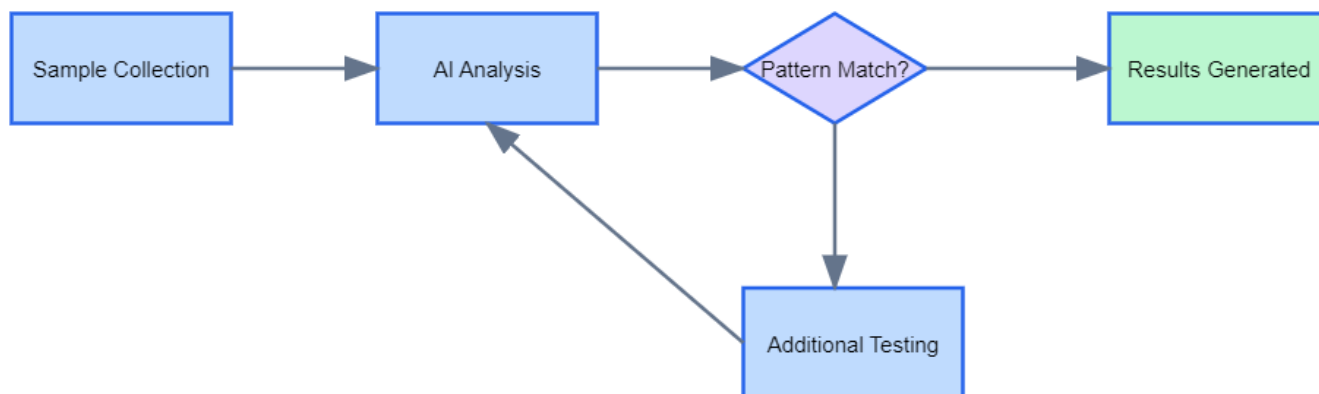 Sample Collection
AI Analysis
Pattern Match?
Results Generated
Additional Testing